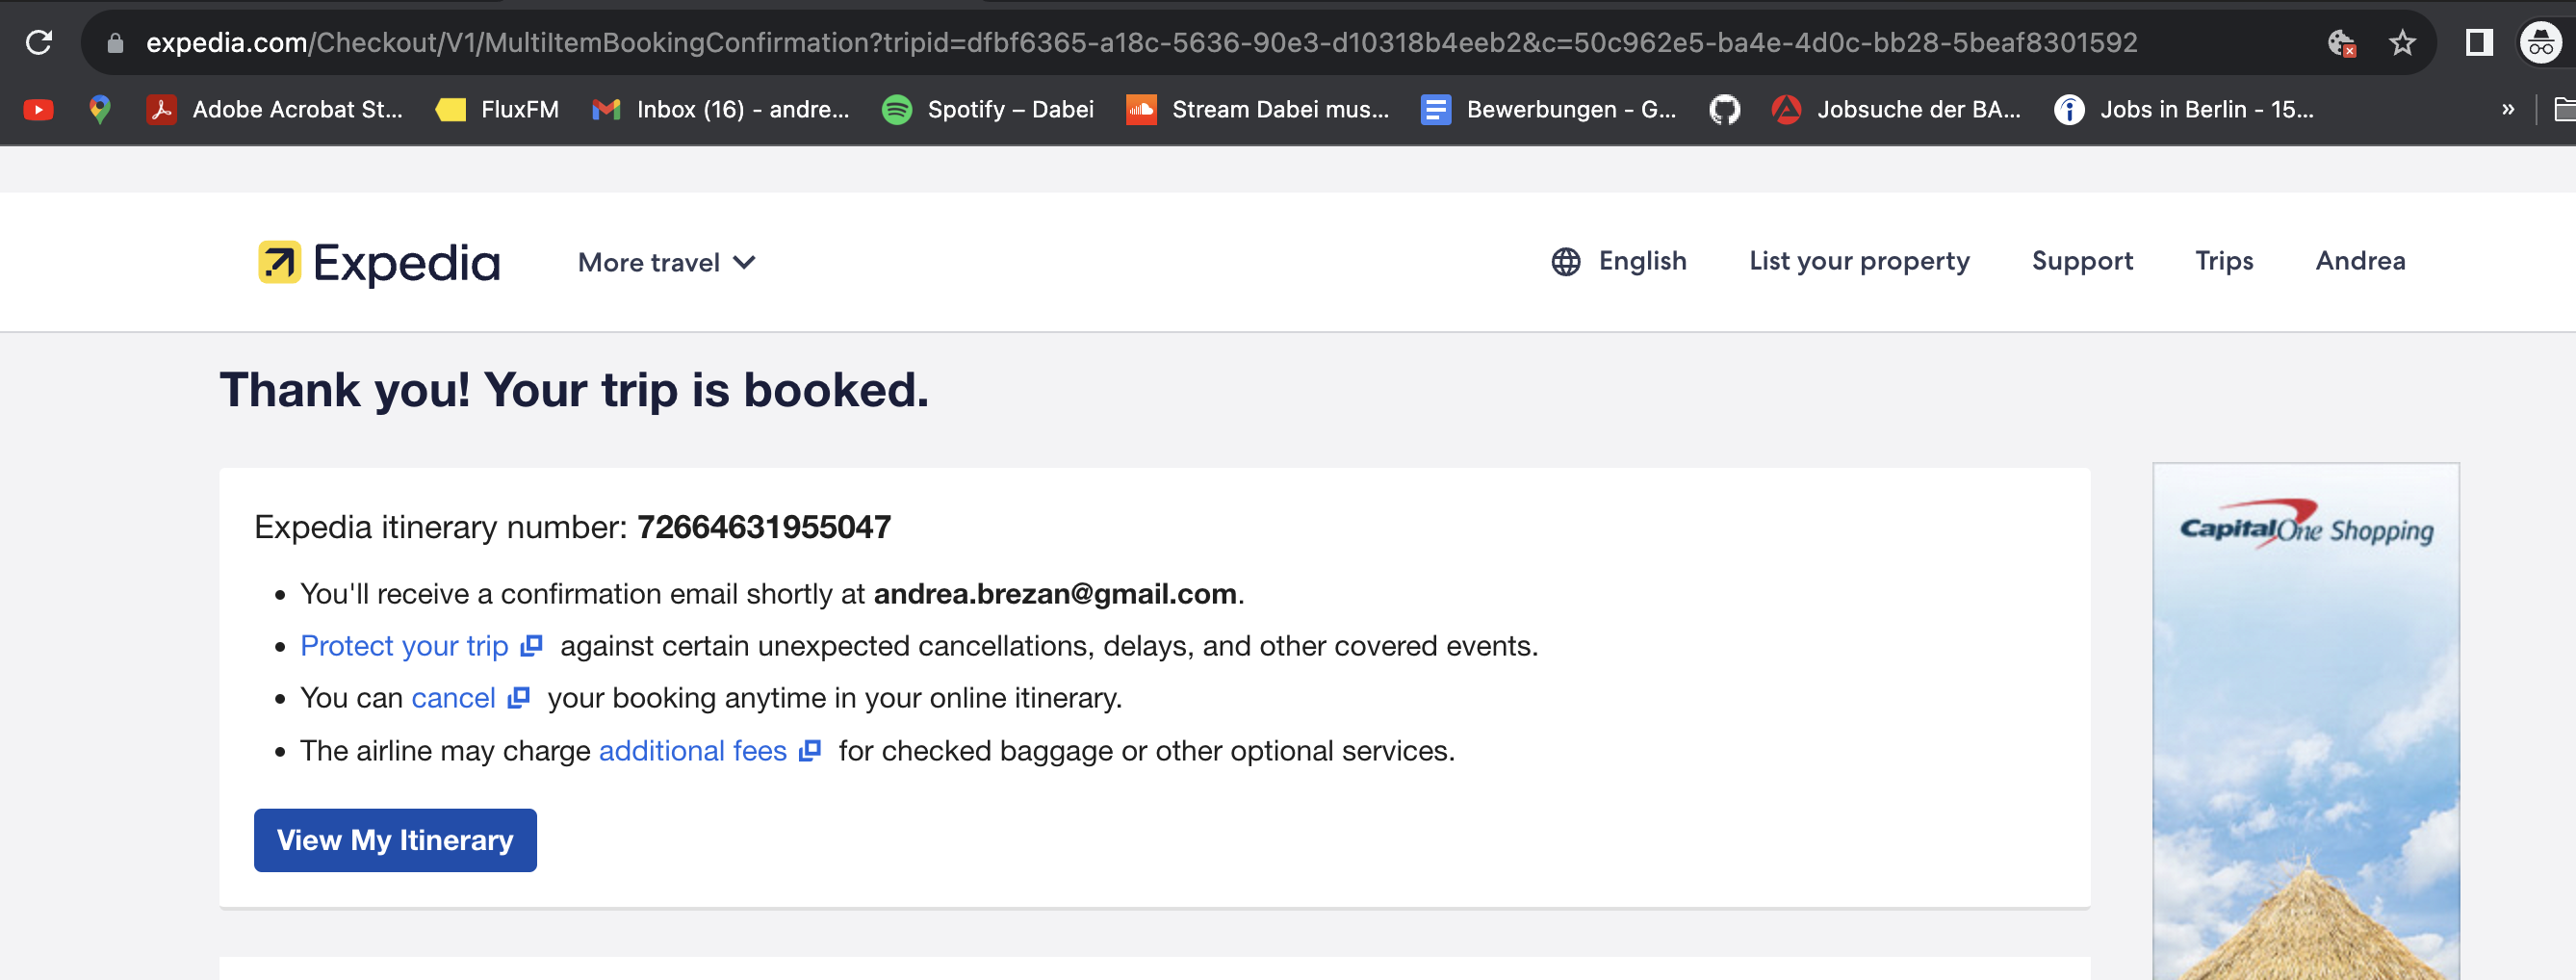 expedia.com/Checkout/V1/MultiItemBookingConfirmation?tripid=dfbf6365-a18c-5636-90e3-d10318b4eeb2&c=50c962e5-ba4e-4d0c-bb28-5beaf8301592
Adobe Acrobat St... FluxFM Inbox (16) - andre... Spotify – Dabei Stream Dabei mus... Bewerbungen - G... Jobsuche der BA... Jobs in Berlin - 15... »
Expedia More travel English List your property Support Trips Andrea
Thank you! Your trip is booked.
Expedia itinerary number: 72664631955047
• You'll receive a confirmation email shortly at andrea.brezan@gmail.com.
• Protect your trip against certain unexpected cancellations, delays, and other covered events.
• You can cancel your booking anytime in your online itinerary.
• The airline may charge additional fees for checked baggage or other optional services.
View My Itinerary
CapitalOne Shopping